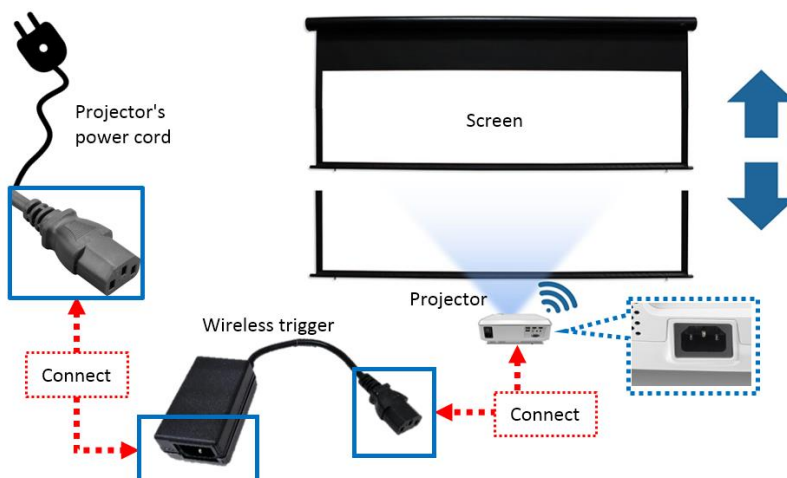 Projector's
power cord
Screen
Projector
Wireless trigger
Connect
Connect